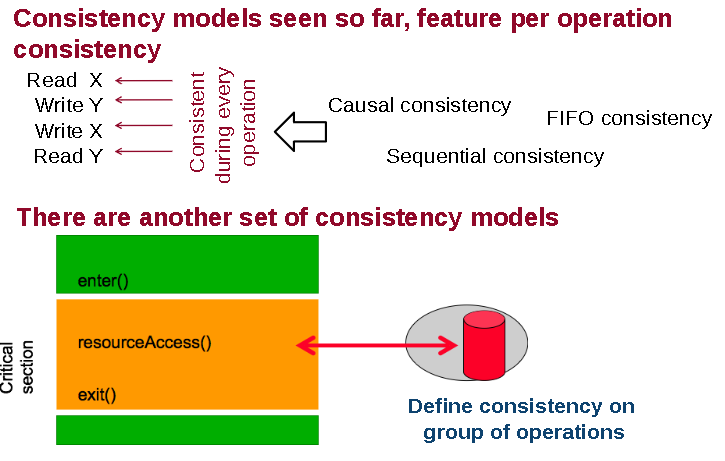 Consistency models seen so far, feature per operation
consistency
Read X
Write Y
Write X
Read Y
Consistent
during every
operation
Causal consistency
FIFO consistency
Sequential consistency
There are another set of consistency models
enter()
resourceAccess()
exit()
Critical
section
Define consistency on
group of operations